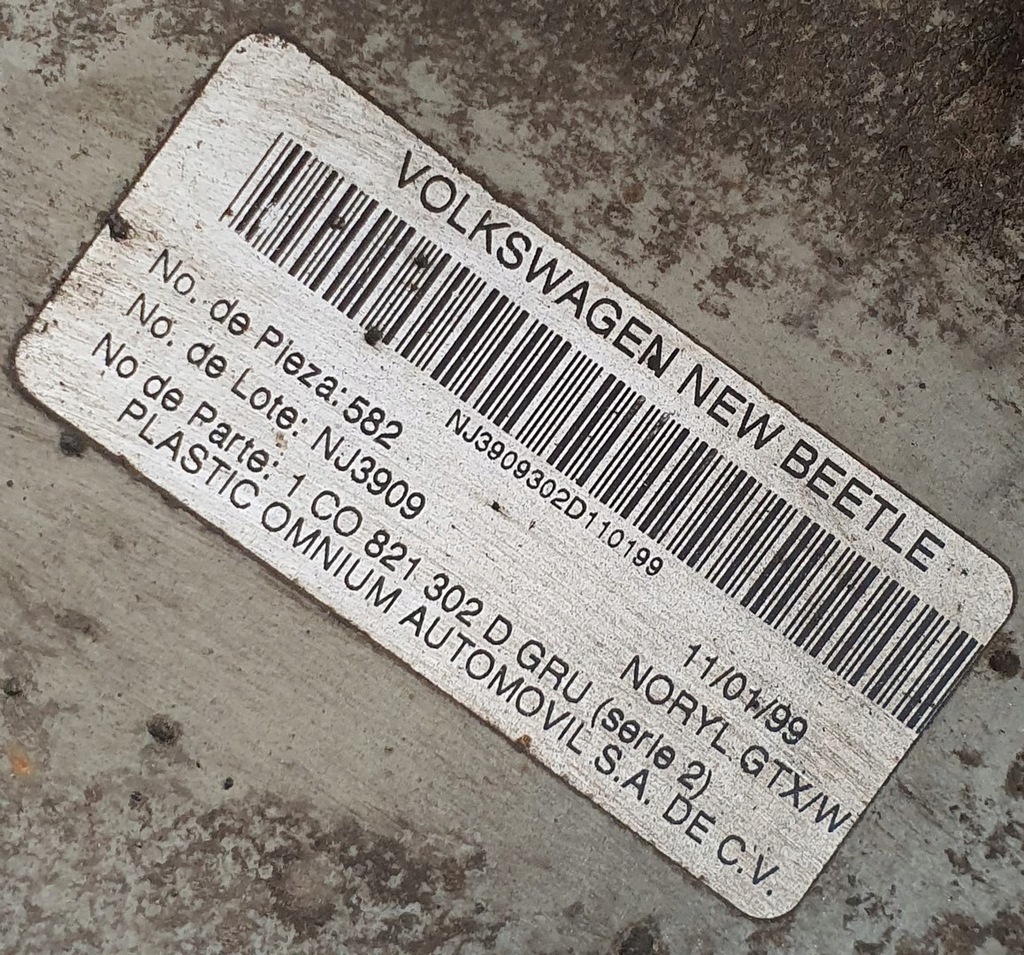 VOLKSWAGEN NEW BEETLE
NJ3909302D110199
No. de Pieza: 582
11/01/99
No. de Lote: NJ3909
NORYL GTX/W
No de Parte: 1 CO 821 302 D GRU (serie 2)
PLASTIC OMNIUM AUTOMOVIL S.A. DE C.V.